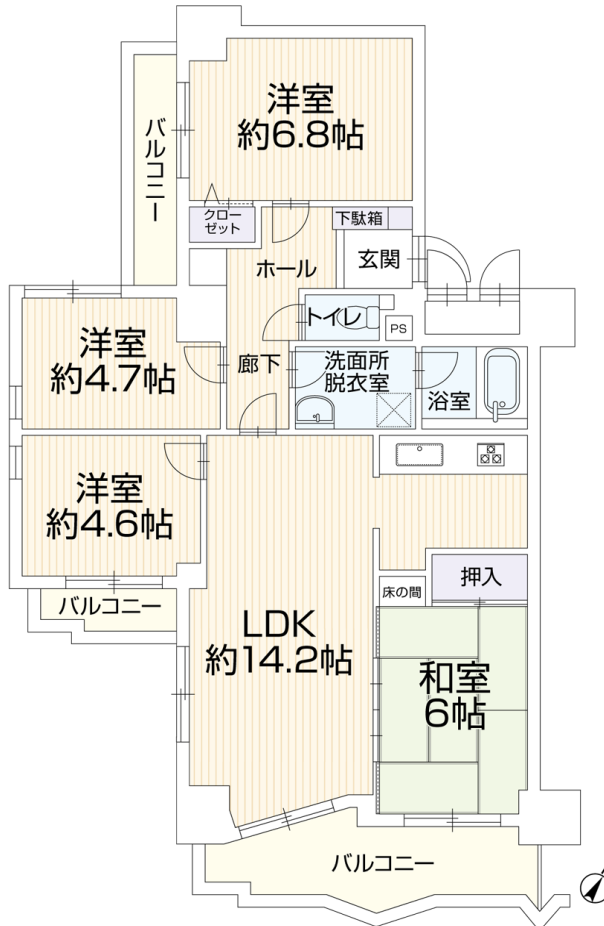 洋室
約6.8帖
バルコニー
クロー
ゼット
下駄箱
玄関
ホール
トイレ
PS
洋室
約4.7帖
廊下
洗面所
脱衣室
浴室
洋室
約4.6帖
バルコニー
LDK
約14.2帖
床の間
押入
和室
6帖
バルコニー